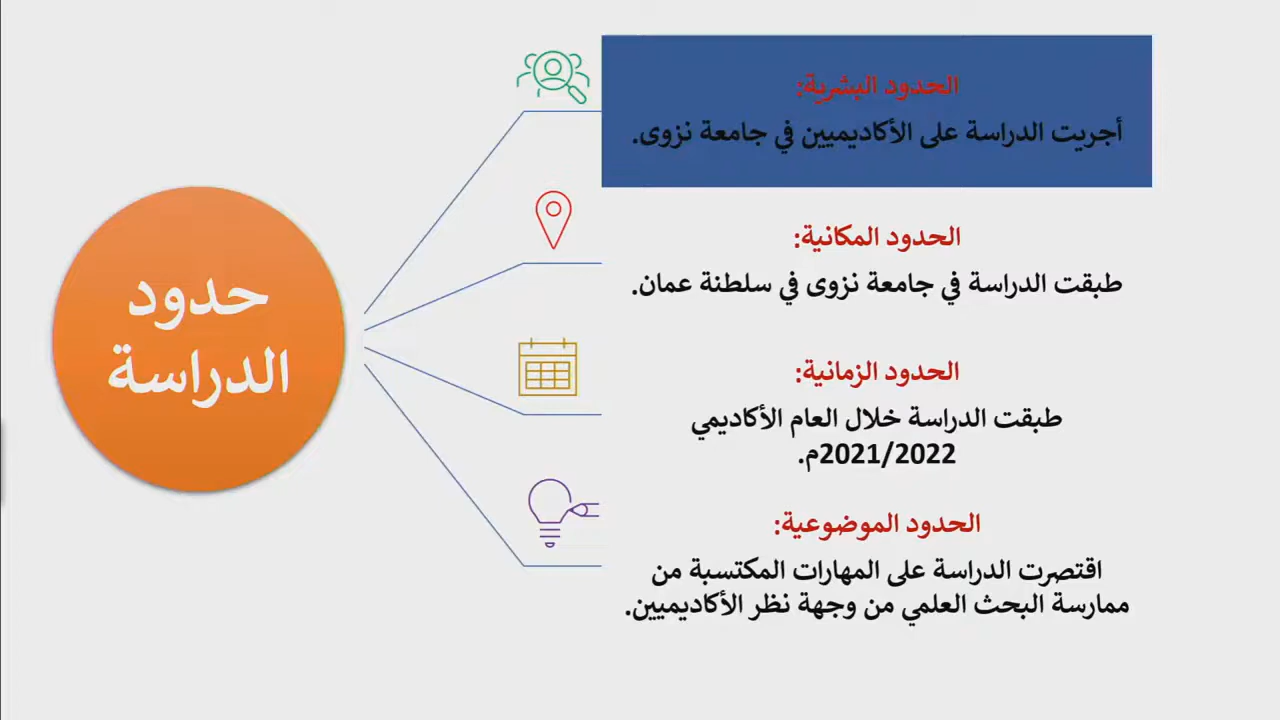 حدود
الدراسة
الحدود البشرية:
أجريت الدراسة على الأكاديميين في جامعة نزوى.
الحدود المكانية:
طبقت الدراسة في جامعة نزوى في سلطنة عمان.
الحدود الزمانية:
طبقت الدراسة خلال العام الأكاديمي
2021/2022م.
الحدود الموضوعية:
اقتصرت الدراسة على المهارات المكتسبة من
ممارسة البحث العلمي من وجهة نظر الأكاديميين.